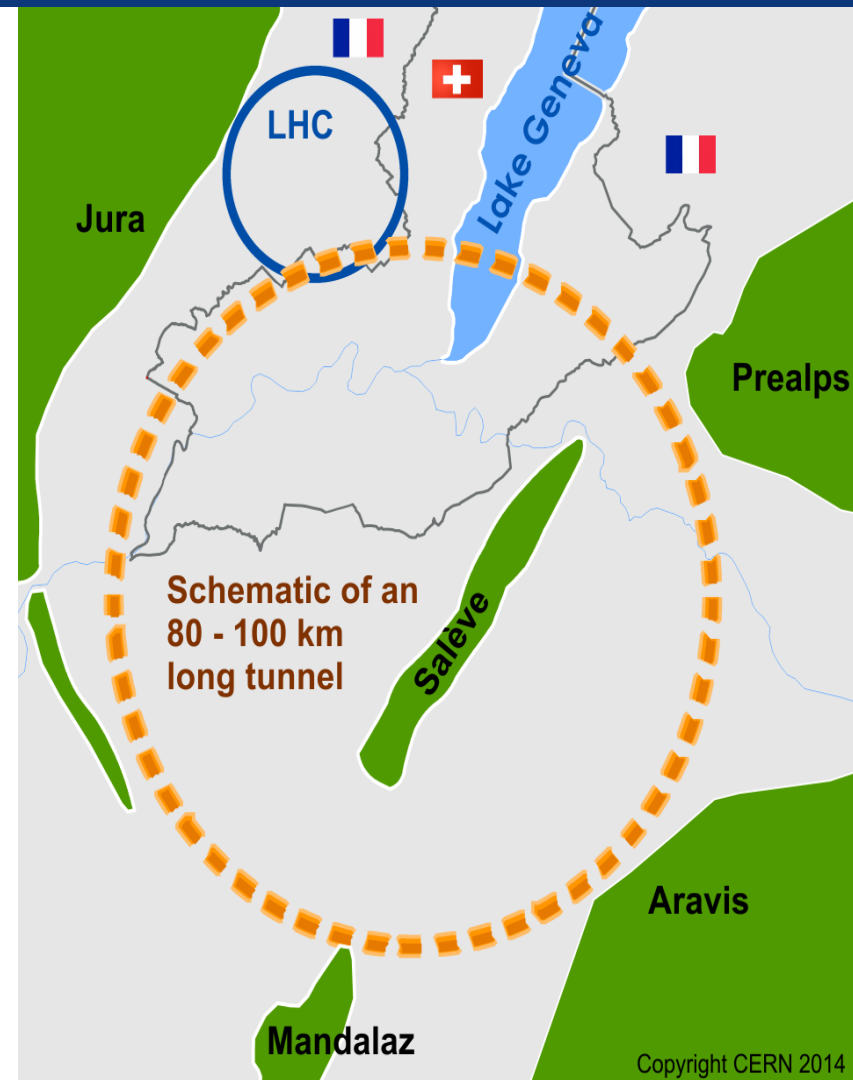 LHC
Lake Geneva
Jura
Prealps
Schematic of an
80 - 100 km
long tunnel
Salève
Aravis
Mandalaz
Copyright CERN 2014